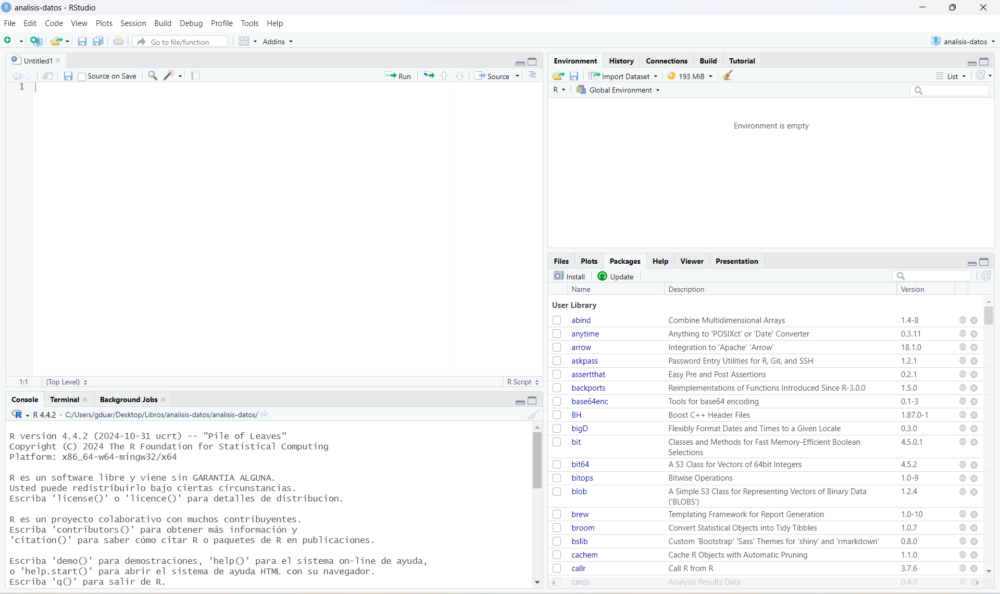 analisis-datos - RStudio
File Edit Code View Plots Session Build Debug Profile Tools Help
Go to file/function Addins analisis-datos
Untitled1
Source on Save Run Source
1
1:1 (Top Level) R Script
Console Terminal Background Jobs
R 4.4.2 · C:/Users/gduar/Desktop/Libros/analisis-datos/analisis-datos/
R version 4.4.2 (2024-10-31 ucrt) -- "Pile of Leaves"
Copyright (C) 2024 The R Foundation for Statistical Computing
Platform: x86_64-w64-mingw32/x64
R es un software libre y viene sin GARANTIA ALGUNA.
Usted puede redistribuirlo bajo ciertas circunstancias.
Escriba 'license()' o 'licence()' para detalles de distribucion.
R es un proyecto colaborativo con muchos contribuyentes.
Escriba 'contributors()' para obtener más información y
'citation()' para saber cómo citar R o paquetes de R en publicaciones.
Escriba 'demo()' para demostraciones, 'help()' para el sistema on-line de ayuda,
o 'help.start()' para abrir el sistema de ayuda HTML con su navegador.
Escriba 'q()' para salir de R.
Environment History Connections Build Tutorial
Import Dataset 193 MiB List
R Global Environment
Environment is empty
Files Plots Packages Help Viewer Presentation
Install Update
Name Description Version
User Library
abind Combine Multidimensional Arrays 1.4-8
anytime Anything to 'POSIXct' or 'Date' Converter 0.3.11
arrow Integration to 'Apache' 'Arrow' 18.1.0
askpass Password Entry Utilities for R, Git, and SSH 1.2.1
assertthat Easy Pre and Post Assertions 0.2.1
backports Reimplementations of Functions Introduced Since R-3.0.0 1.5.0
base64enc Tools for base64 encoding 0.1-3
BH Boost C++ Header Files 1.87.0-1
bigD Flexibly Format Dates and Times to a Given Locale 0.3.0
bit Classes and Methods for Fast Memory-Efficient Boolean 4.5.0.1
Selections
bit64 A S3 Class for Vectors of 64bit Integers 4.5.2
bitops Bitwise Operations 1.0-9
blob A Simple S3 Class for Representing Vectors of Binary Data 1.2.4
('BLOBS')
brew Templating Framework for Report Generation 1.0-10
broom Convert Statistical Objects into Tidy Tibbles 1.0.7
bslib Custom 'Bootstrap' 'Sass' Themes for 'shiny' and 'rmarkdown' 0.8.0
cachem Cache R Objects with Automatic Pruning 1.1.0
callr Call R from R 3.7.6
cards Analysis Results Data 0.4.0